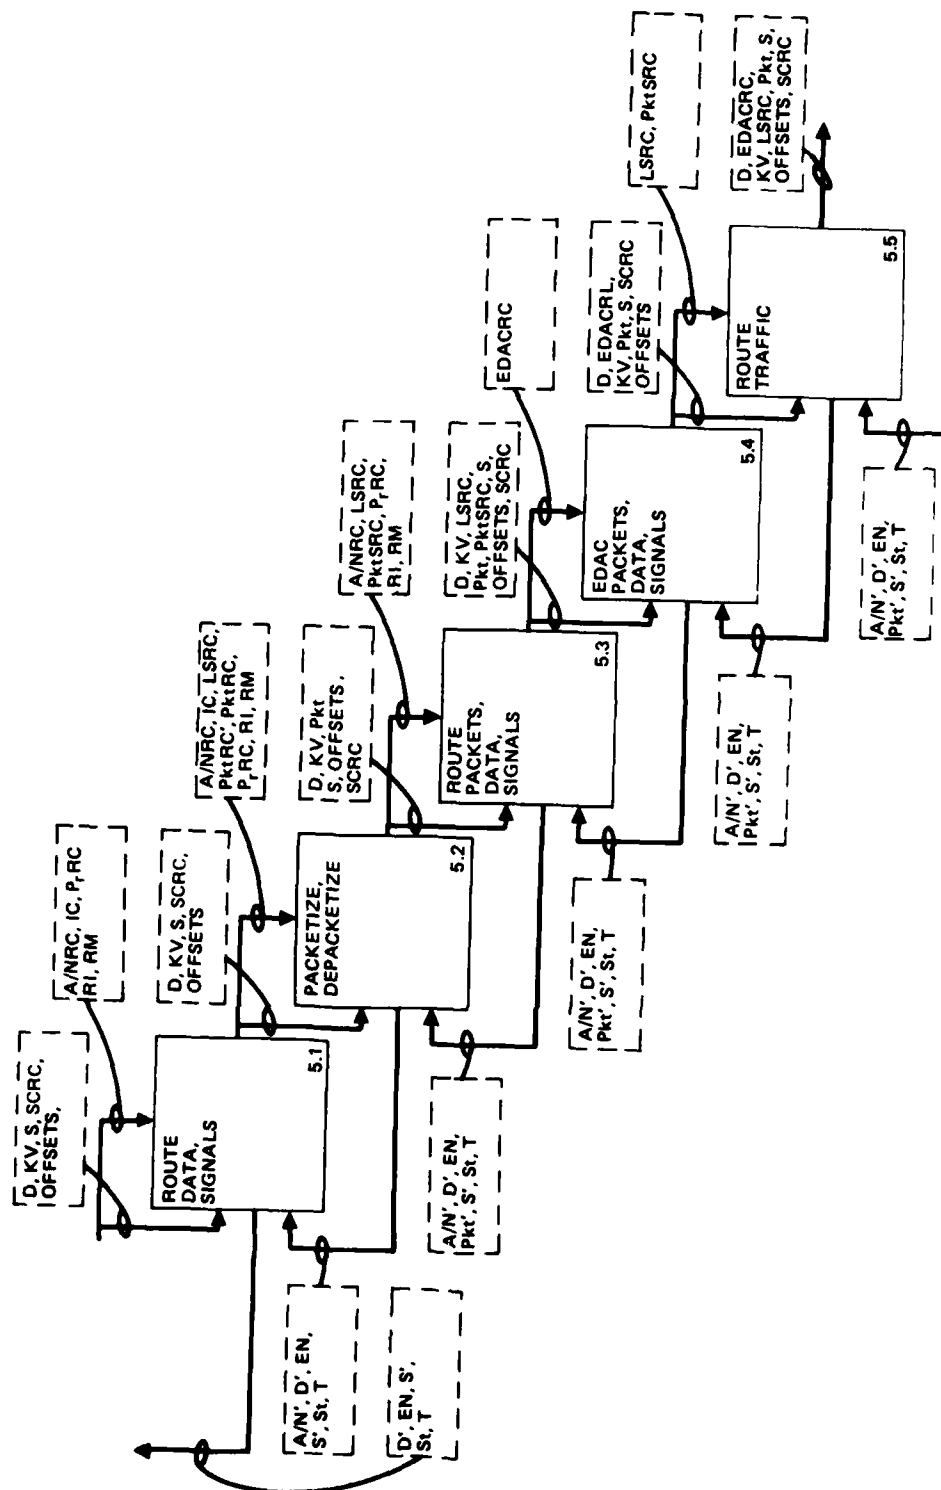 D, KV, S, SCRC,
OFFSETS,
A/NRC, IC, PrRC
RI, RM
ROUTE
DATA,
SIGNALS
5.1
D, KV, S, SCRC,
OFFSETS
A/NRC, IC, LSRC,
PktRC', PktRC,
PrRC, RI, RM
PACKETIZE,
DEPACKETIZE
5.2
D, KV, Pkt
S, OFFSETS,
SCRC
A/NRC, LSRC,
PktSRC, PrRC,
RI, RM
ROUTE
PACKETS,
DATA,
SIGNALS
5.3
D, KV, LSRC,
Pkt, PktSRC, S,
OFFSETS, SCRC
EDACRC
EDAC
PACKETS,
DATA,
SIGNALS
5.4
D, EDACRL,
KV, Pkt, S, SCRC
OFFSETS
LSRC, PktSRC
ROUTE
TRAFFIC
5.5
D, EDACRC,
KV, LSRC, Pkt, S,
OFFSETS, SCRC
D', EN, S',
St, T
A/N', D', EN,
S', St, T
A/N', D', EN,
Pkt', S', St, T
A/N', D', EN,
Pkt', S', St, T
A/N', D', EN,
Pkt', S', St, T
A/N', D', EN,
Pkt', S', St, T